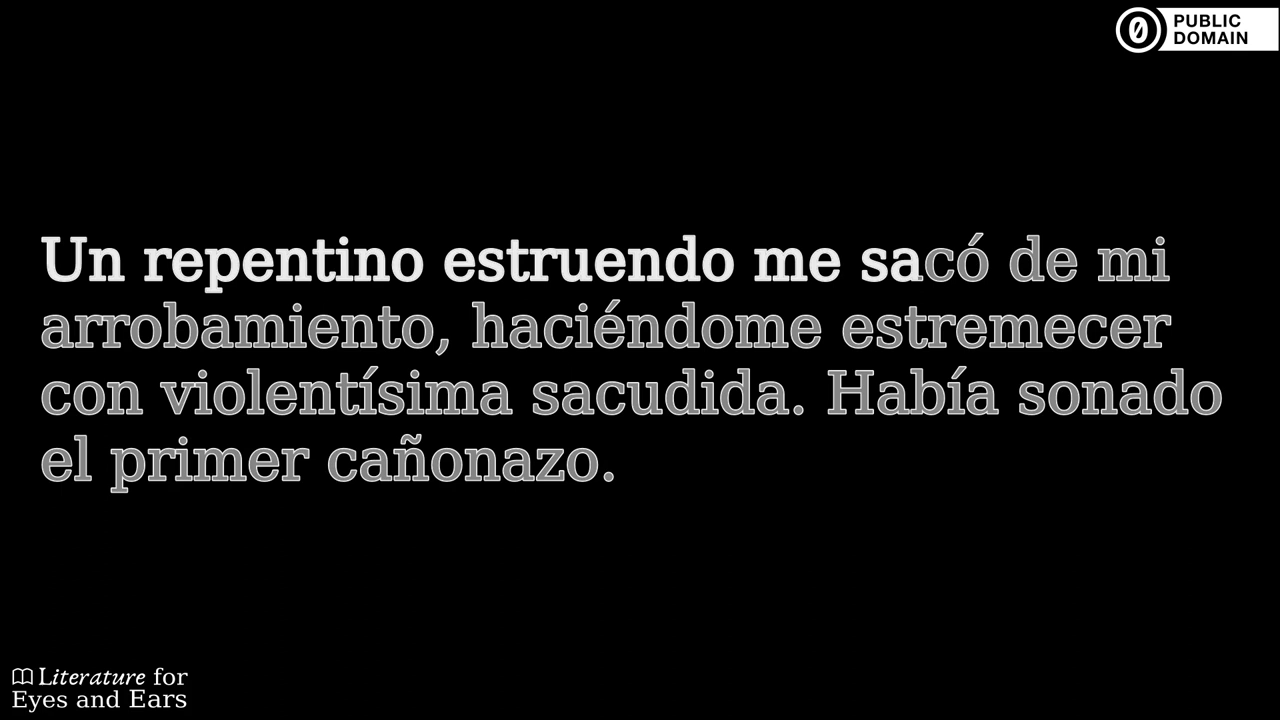 PUBLIC
DOMAIN
Un repentino estruendo me sacó de mi
arrobamiento, haciéndome estremecer
con violentísima sacudida. Había sonado
el primer cañonazo.
Literature for
Eyes and Ears